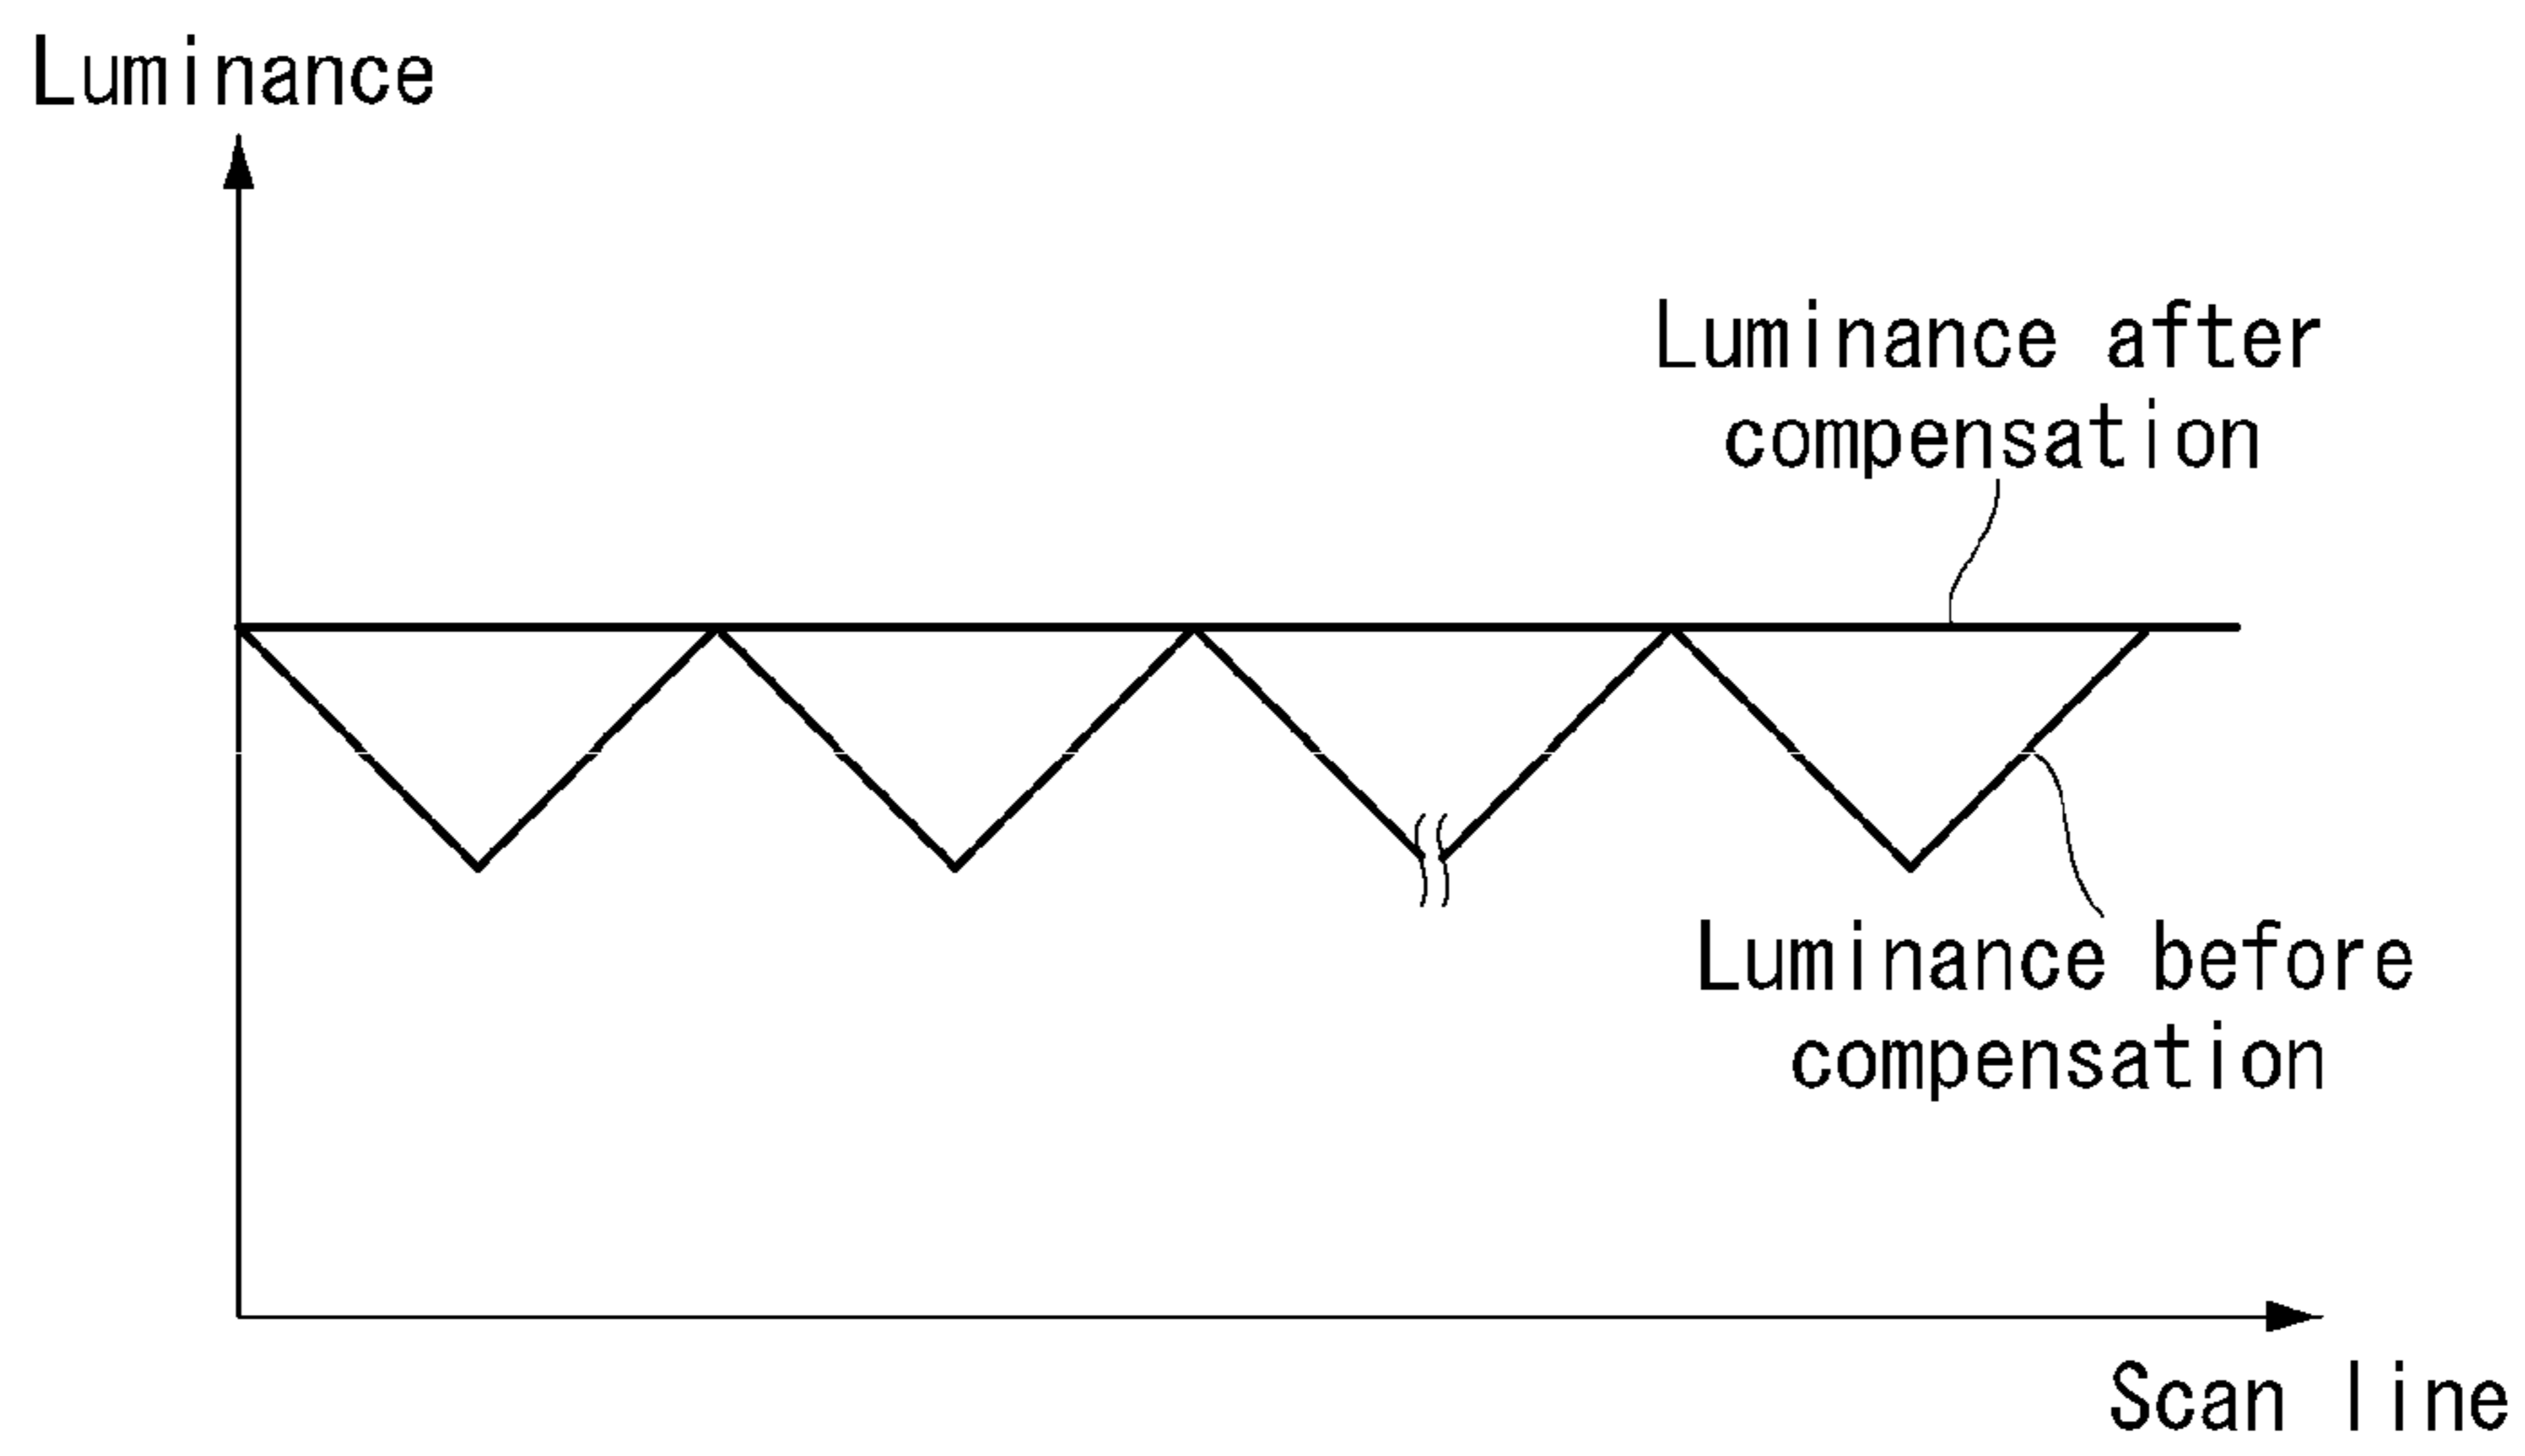 Luminance
Luminance after
compensation
Luminance before
compensation
Scan line